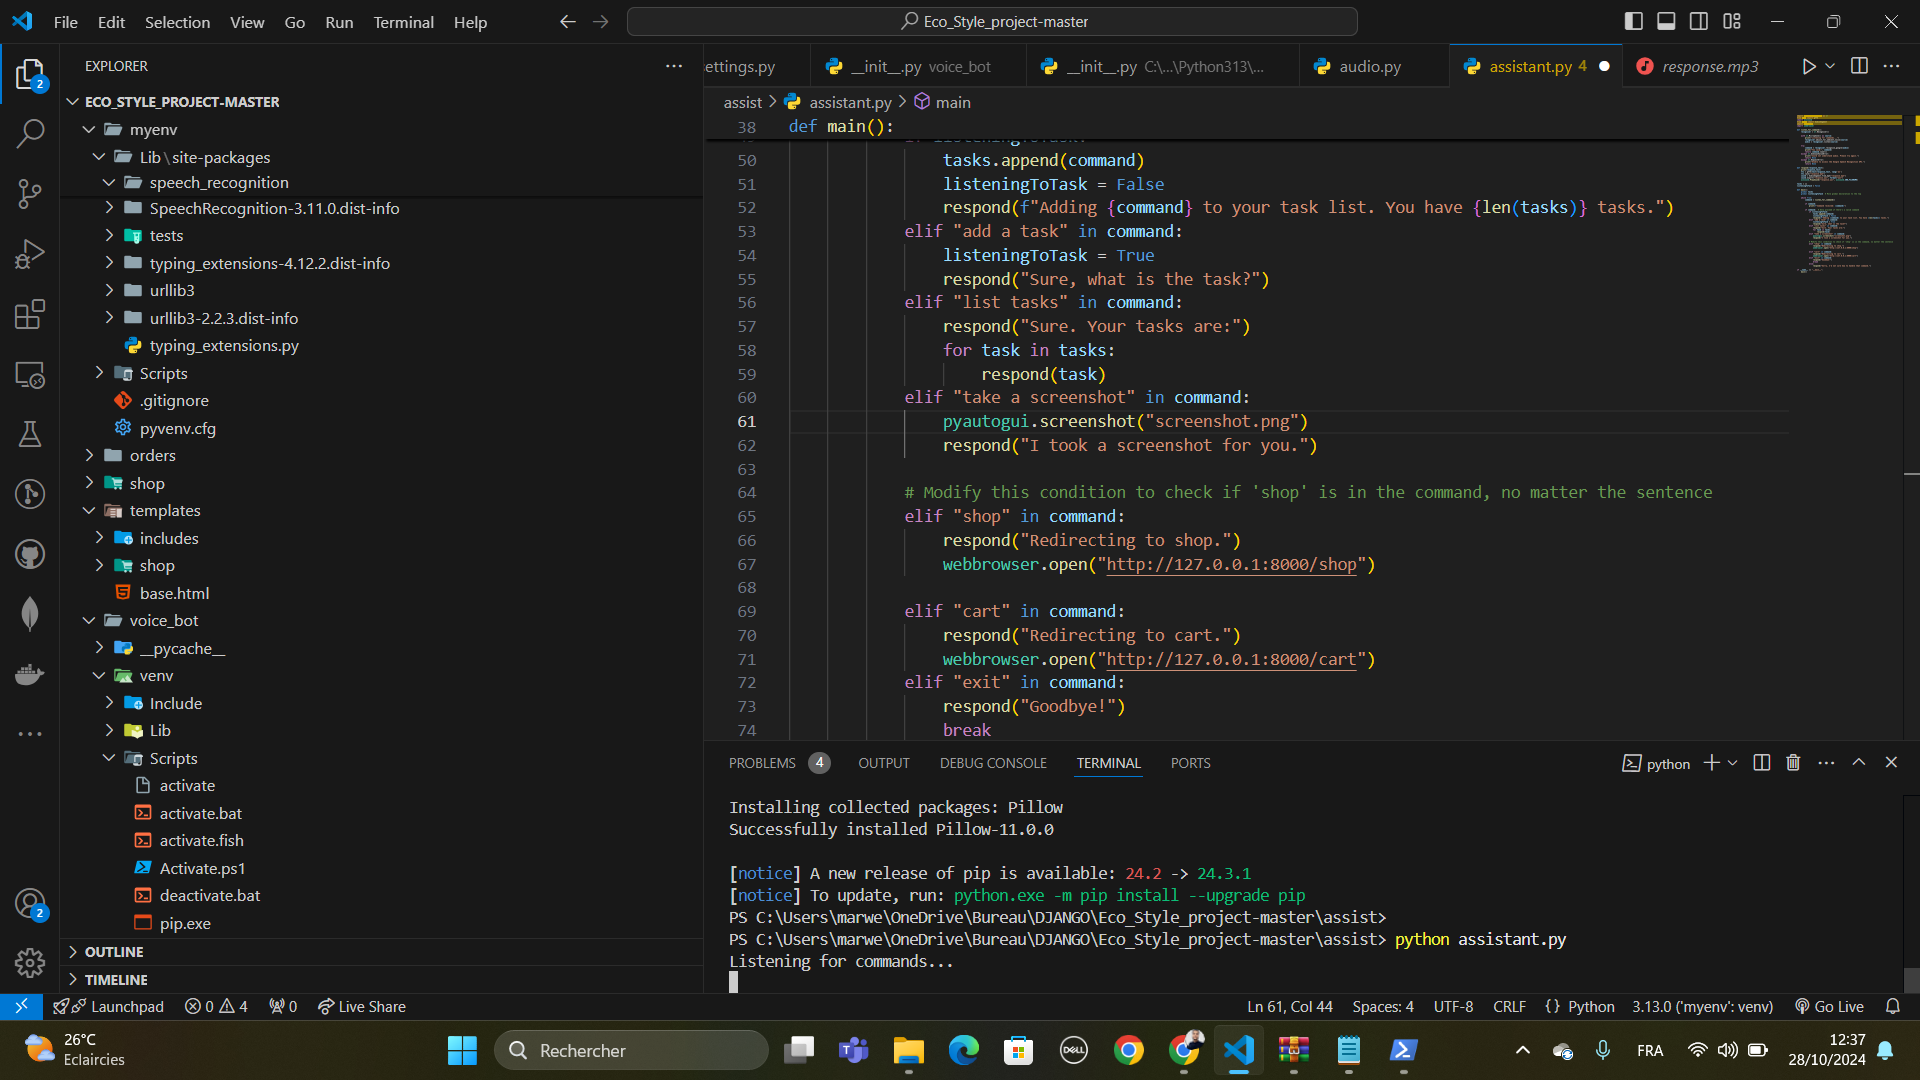 File Edit Selection View Go Run Terminal Help
Eco_Style_project-master
EXPLORER
ECO_STYLE_PROJECT-MASTER
myenv
Lib\site-packages
speech_recognition
SpeechRecognition-3.11.0.dist-info
tests
typing_extensions-4.12.2.dist-info
urllib3
urllib3-2.2.3.dist-info
typing_extensions.py
Scripts
.gitignore
pyvenv.cfg
orders
shop
templates
includes
shop
base.html
voice_bot
__pycache__
venv
Include
Lib
Scripts
activate
activate.bat
activate.fish
Activate.ps1
deactivate.bat
pip.exe
OUTLINE
TIMELINE
2
2
ettings.py
__init__.py voice_bot
__init__.py C:\...\Python313\...
audio.py
assistant.py 4
response.mp3
assist > assistant.py > main
38 def main():
50 tasks.append(command)
51 listeningToTask = False
52 respond(f"Adding {command} to your task list. You have {len(tasks)} tasks.")
53 elif "add a task" in command:
54 listeningToTask = True
55 respond("Sure, what is the task?")
56 elif "list tasks" in command:
57 respond("Sure. Your tasks are:")
58 for task in tasks:
59 respond(task)
60 elif "take a screenshot" in command:
61 pyautogui.screenshot("screenshot.png")
62 respond("I took a screenshot for you.")
63
64 # Modify this condition to check if 'shop' is in the command, no matter the sentence
65 elif "shop" in command:
66 respond("Redirecting to shop.")
67 webbrowser.open("http://127.0.0.1:8000/shop")
68
69 elif "cart" in command:
70 respond("Redirecting to cart.")
71 webbrowser.open("http://127.0.0.1:8000/cart")
72 elif "exit" in command:
73 respond("Goodbye!")
74 break
PROBLEMS 4 OUTPUT DEBUG CONSOLE TERMINAL PORTS
python
Installing collected packages: Pillow
Successfully installed Pillow-11.0.0
[notice] A new release of pip is available: 24.2 -> 24.3.1
[notice] To update, run: python.exe -m pip install --upgrade pip
PS C:\Users\marwe\OneDrive\Bureau\DJANGO\Eco_Style_project-master\assist>
PS C:\Users\marwe\OneDrive\Bureau\DJANGO\Eco_Style_project-master\assist> python assistant.py
Listening for commands...
Launchpad 0 4 0 Live Share
Ln 61, Col 44 Spaces: 4 UTF-8 CRLF {} Python 3.13.0 ('myenv': venv) Go Live
26°C
Eclaircies
Rechercher
DELL
FRA
12:37
28/10/2024